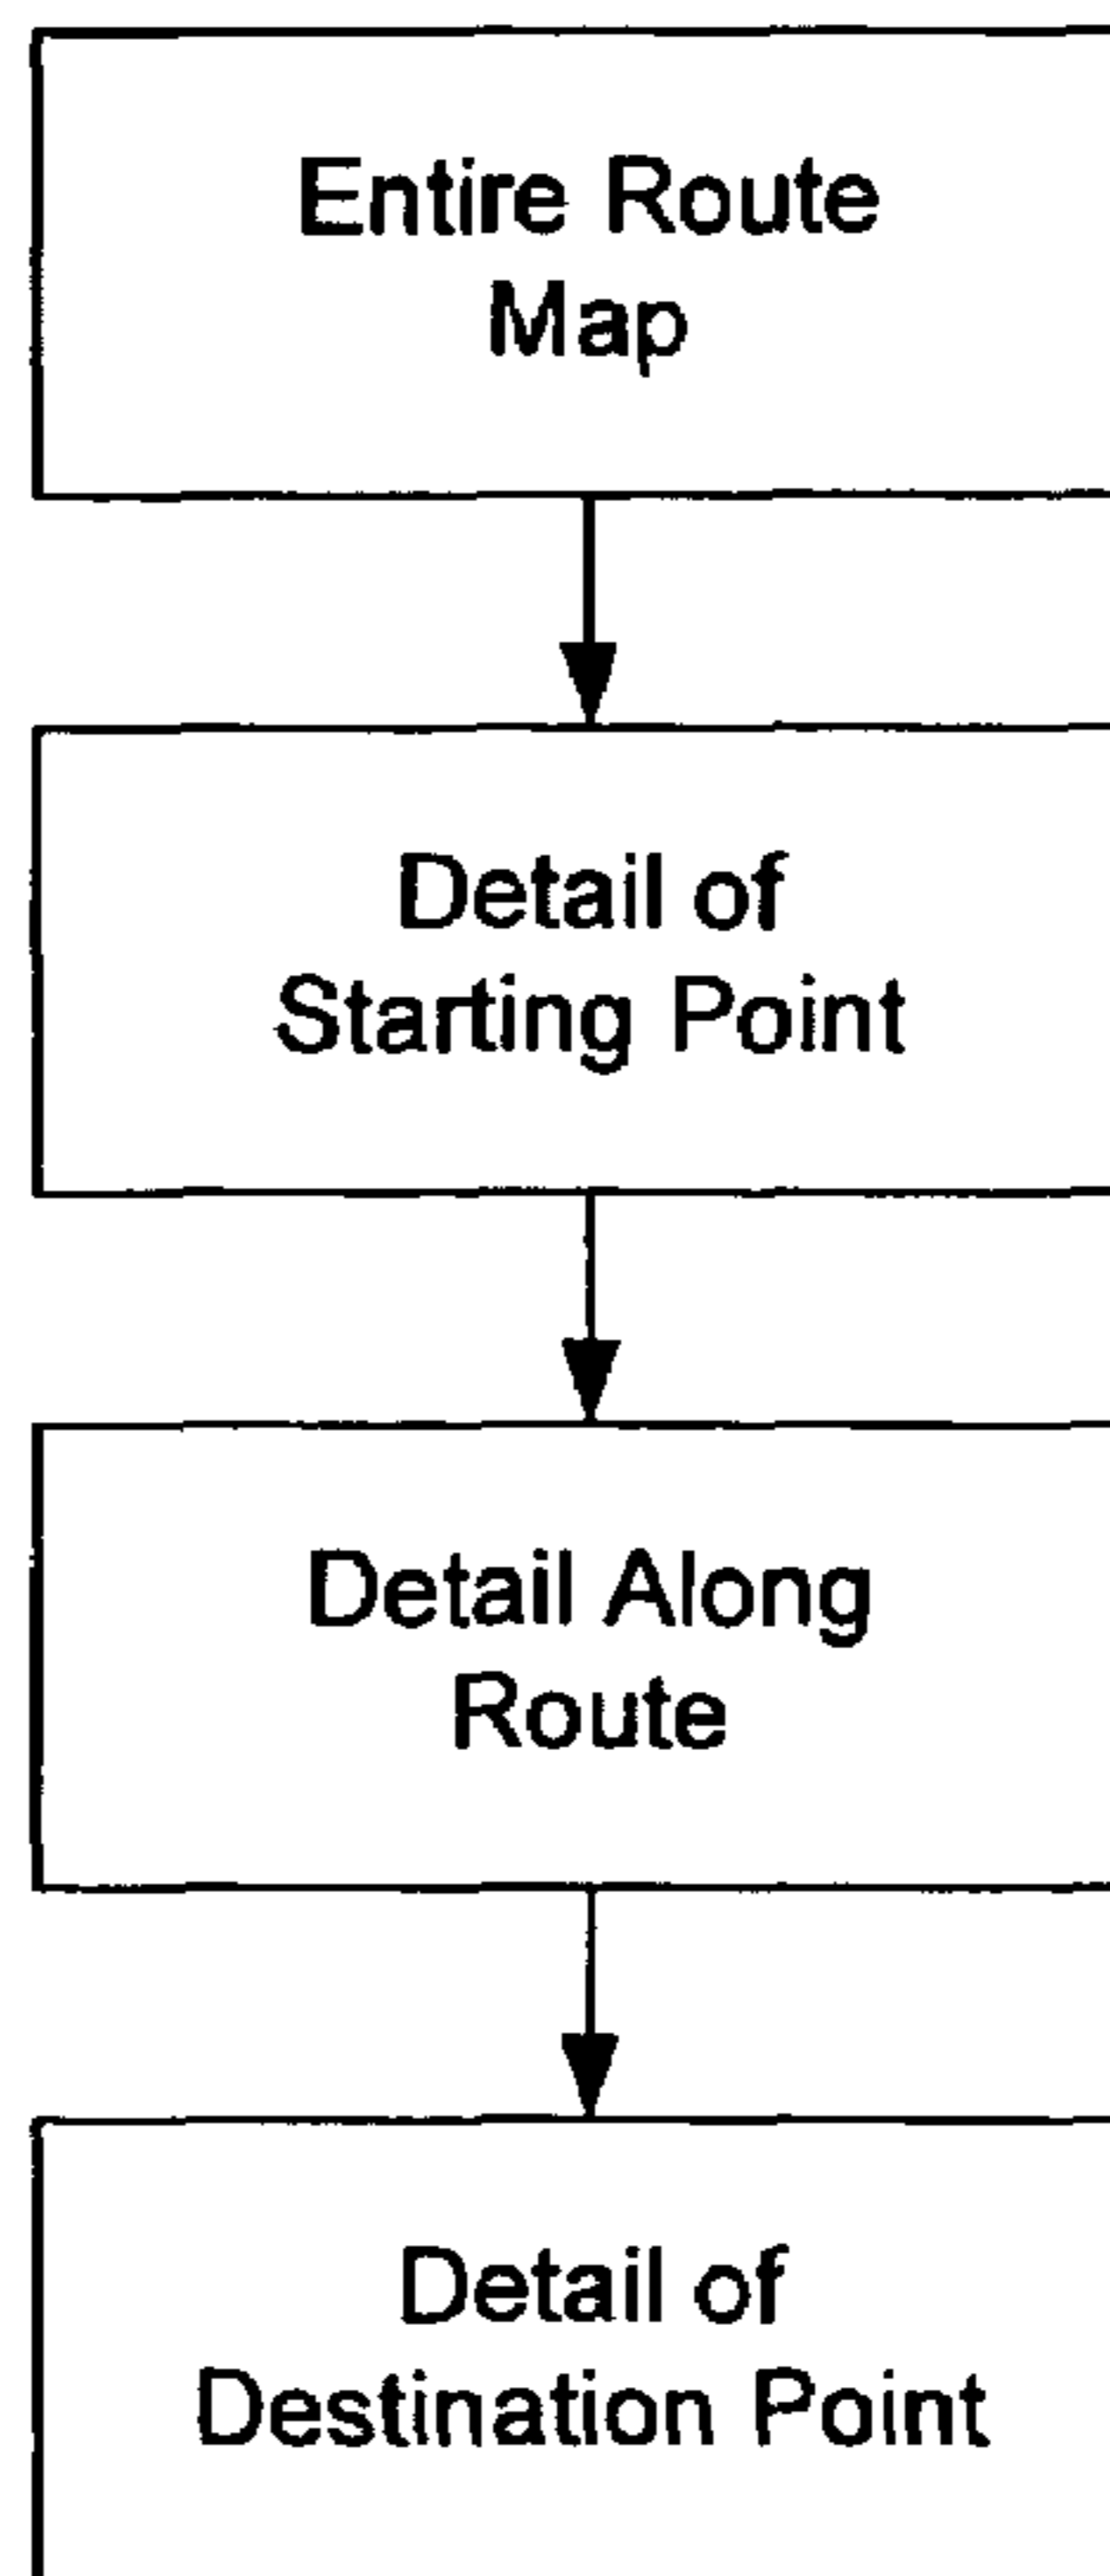 Entire Route
Map
Detail of
Starting Point
Detail Along
Route
Detail of
Destination Point